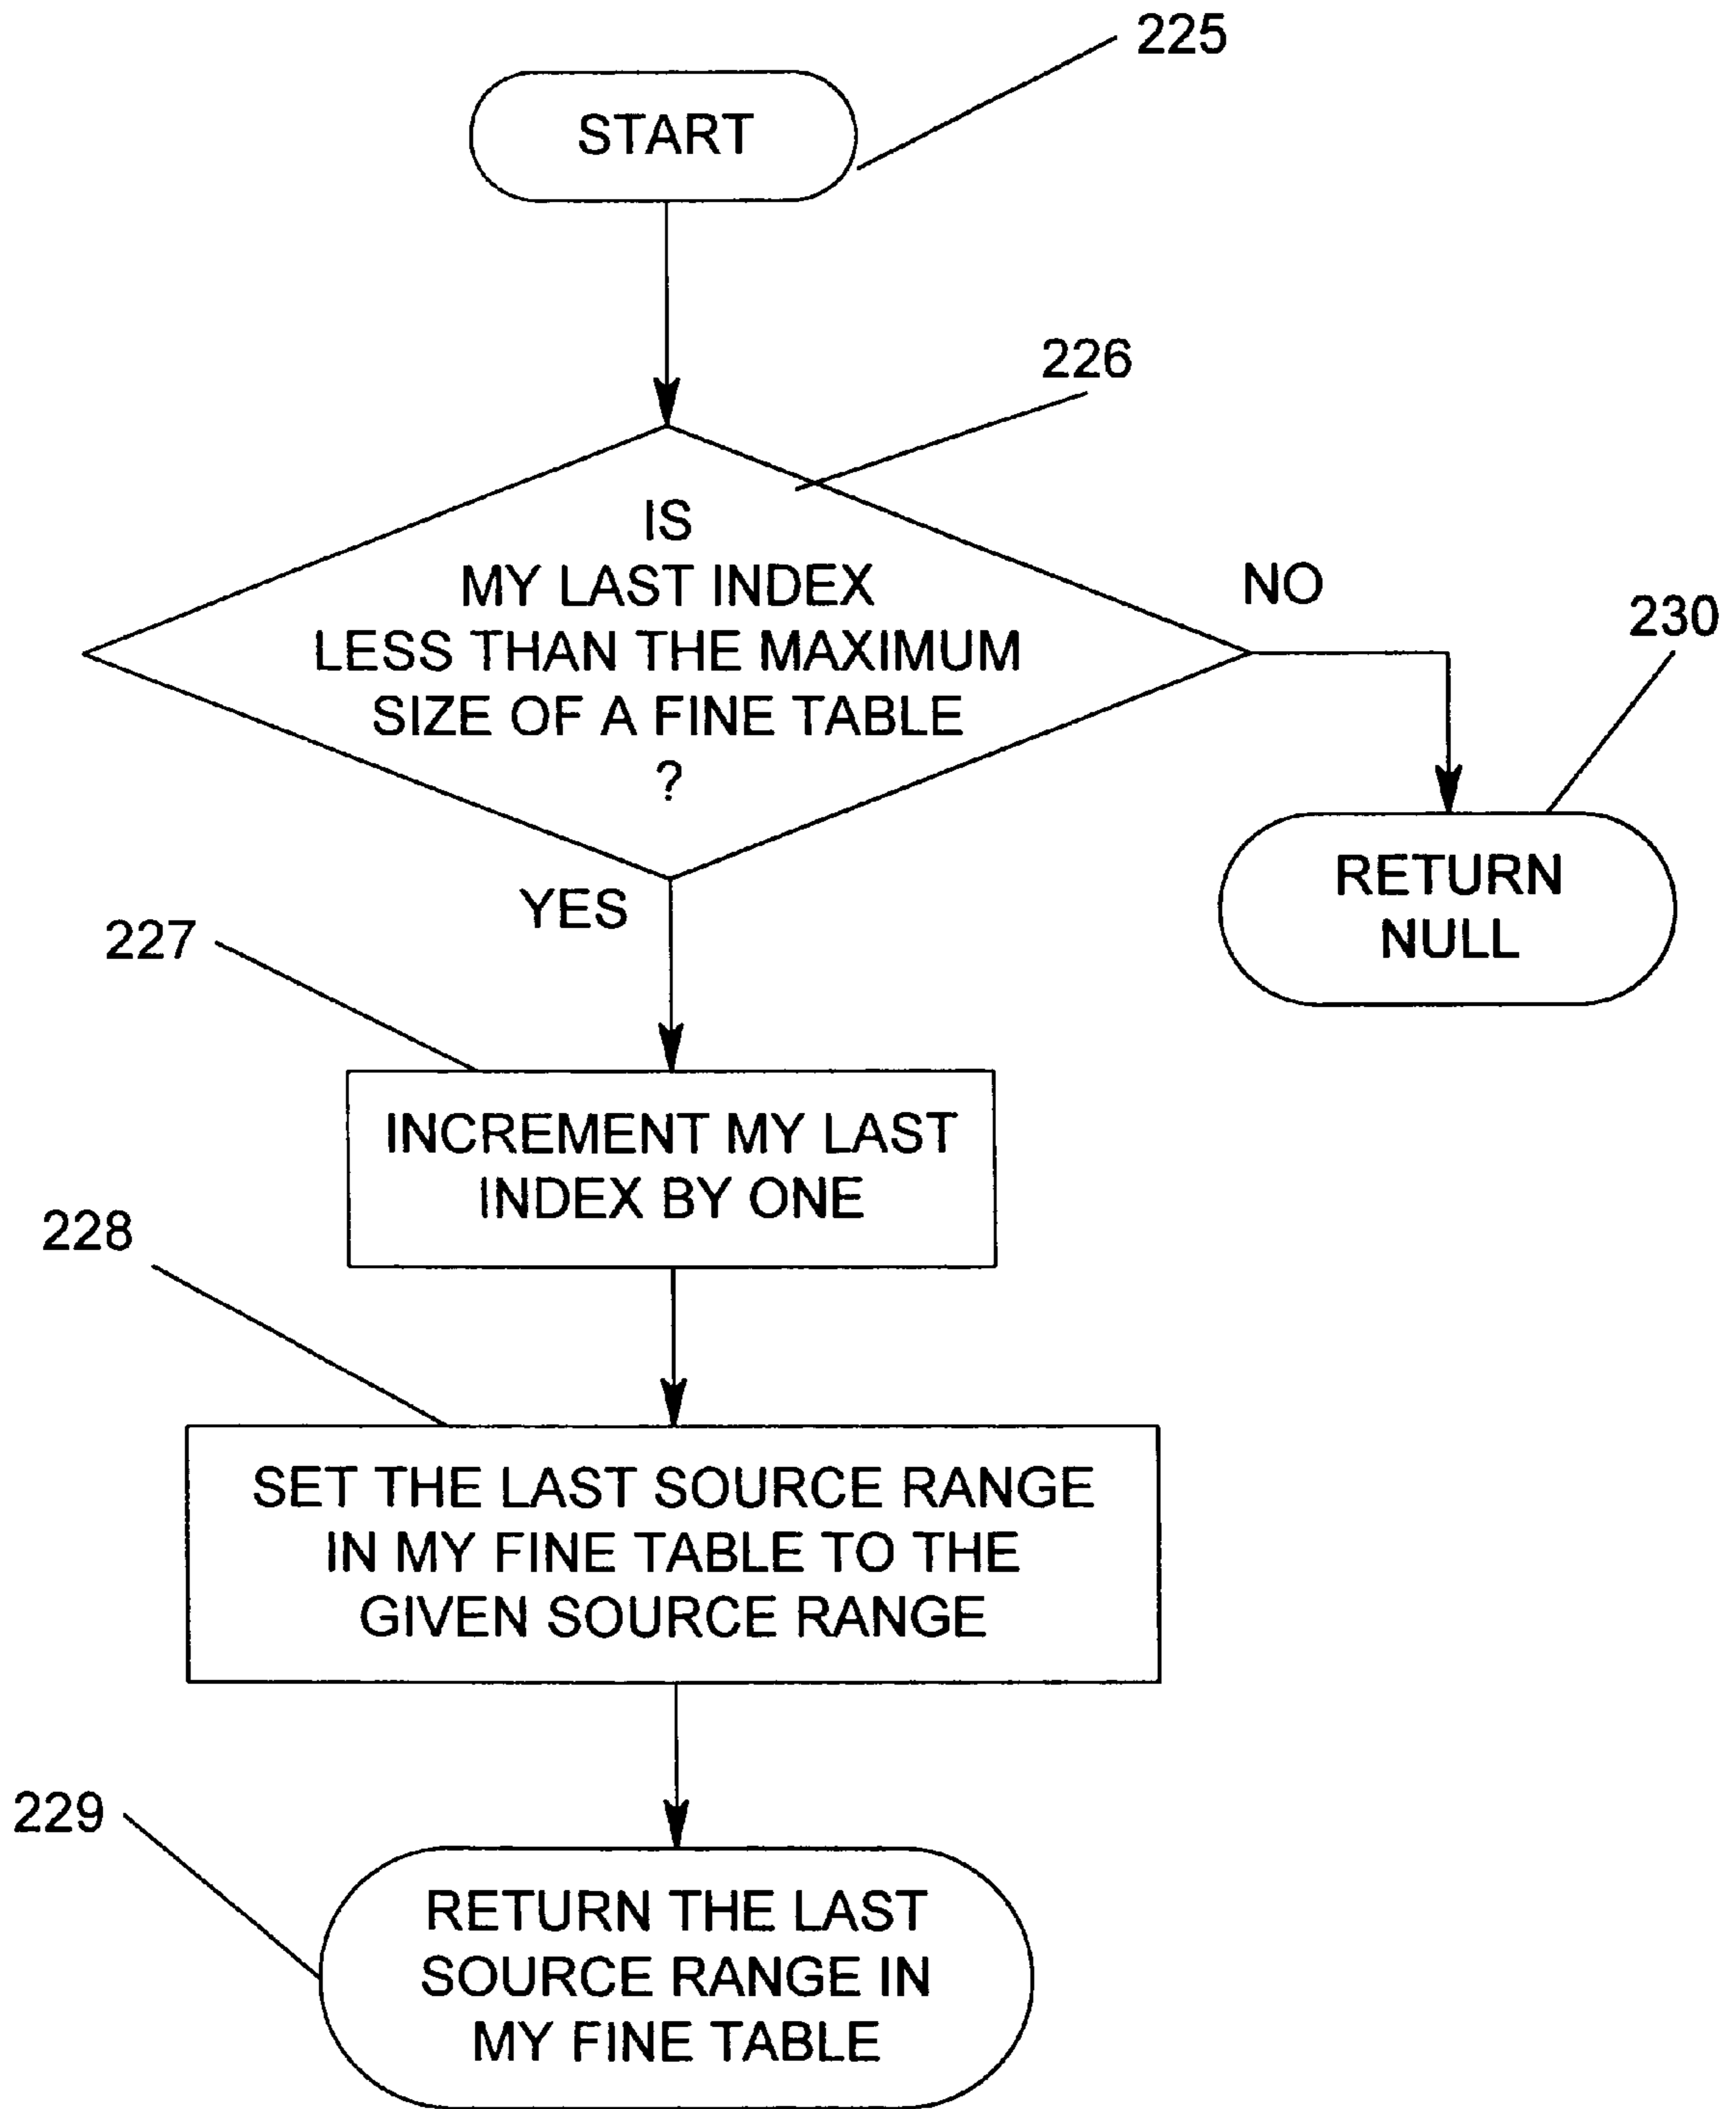 225
START
226
IS
MY LAST INDEX
LESS THAN THE MAXIMUM
SIZE OF A FINE TABLE
?
NO
230
RETURN
NULL
YES
227
INCREMENT MY LAST
INDEX BY ONE
228
SET THE LAST SOURCE RANGE
IN MY FINE TABLE TO THE
GIVEN SOURCE RANGE
229
RETURN THE LAST
SOURCE RANGE IN
MY FINE TABLE